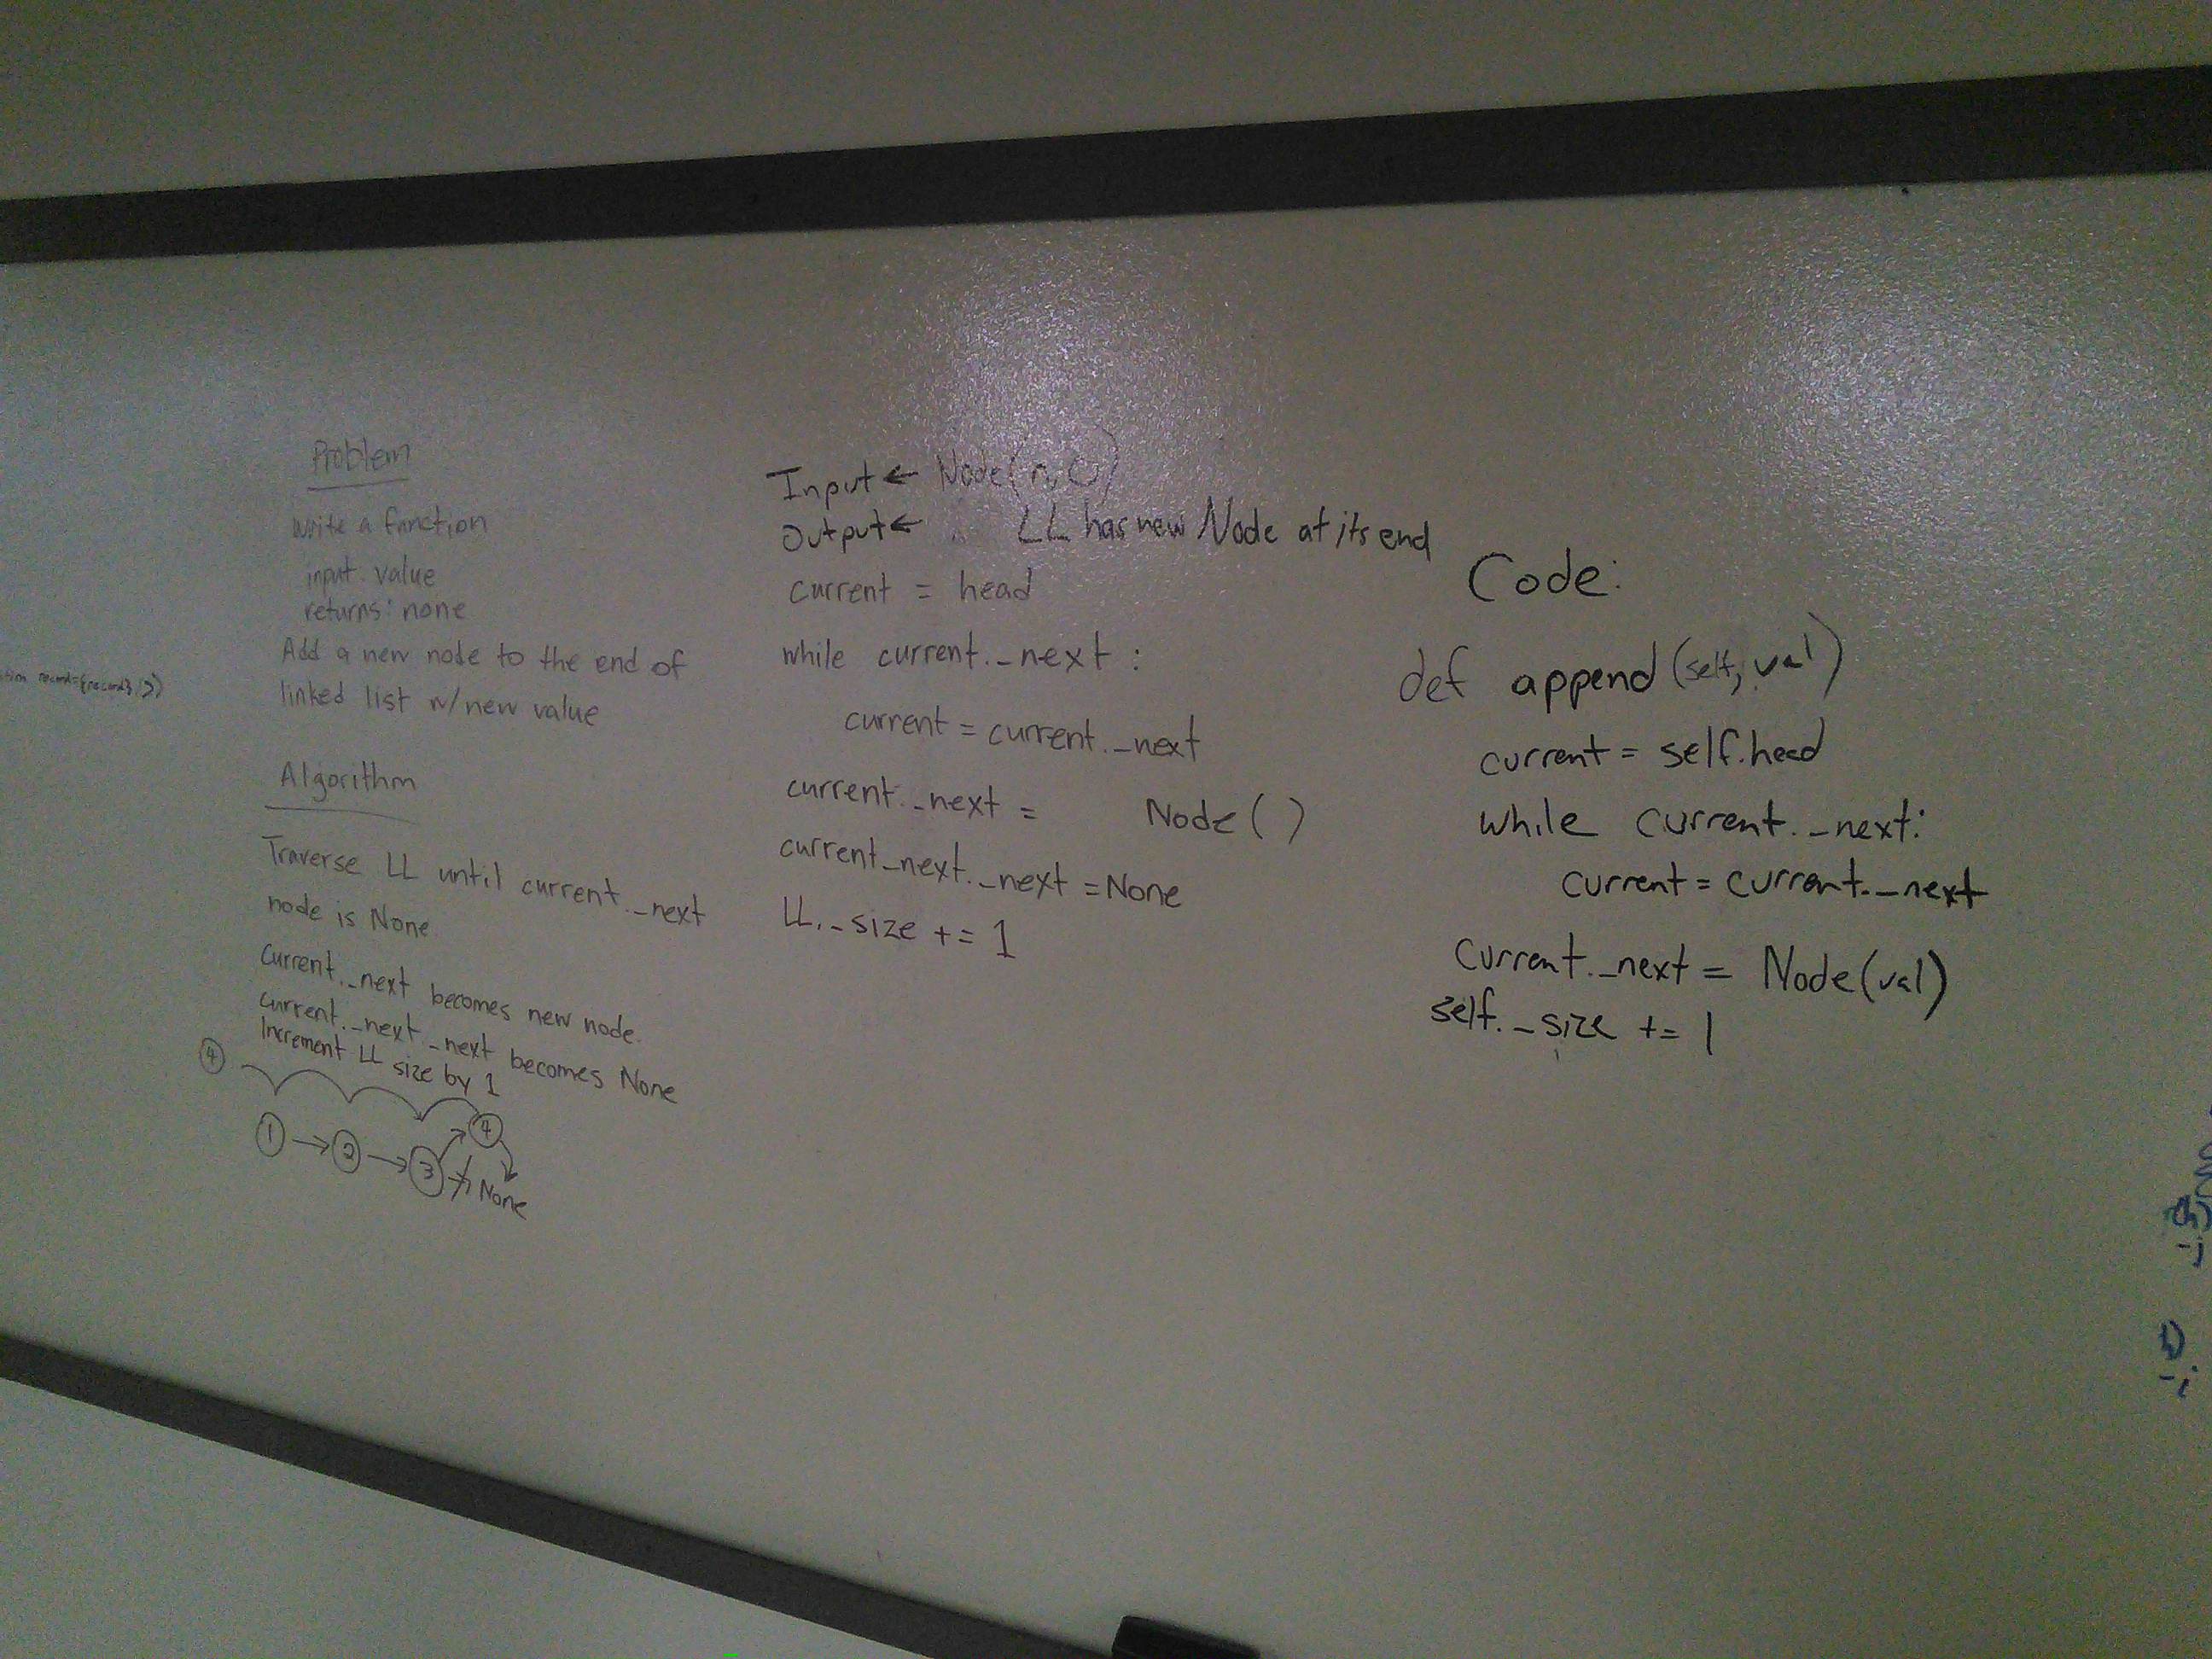 Problem
write a function
input: value
returns: none
Add a new node to the end of
linked list w/new value
Algorithm
Traverse LL until current._next
node is None
current._next becomes new node.
current._next._next becomes None
Increment LL size by 1
4
1 → 2 → 3 → 4
None
Input ← Node(n,
Output ← LL has new Node at its end
current = head
while current._next :
current = current._next
current._next = Node ( )
current_next._next = None
LL._size += 1
Code:
def append (self, val)
current = self.head
while current._next:
current = current._next
current._next = Node(val)
self._size += 1